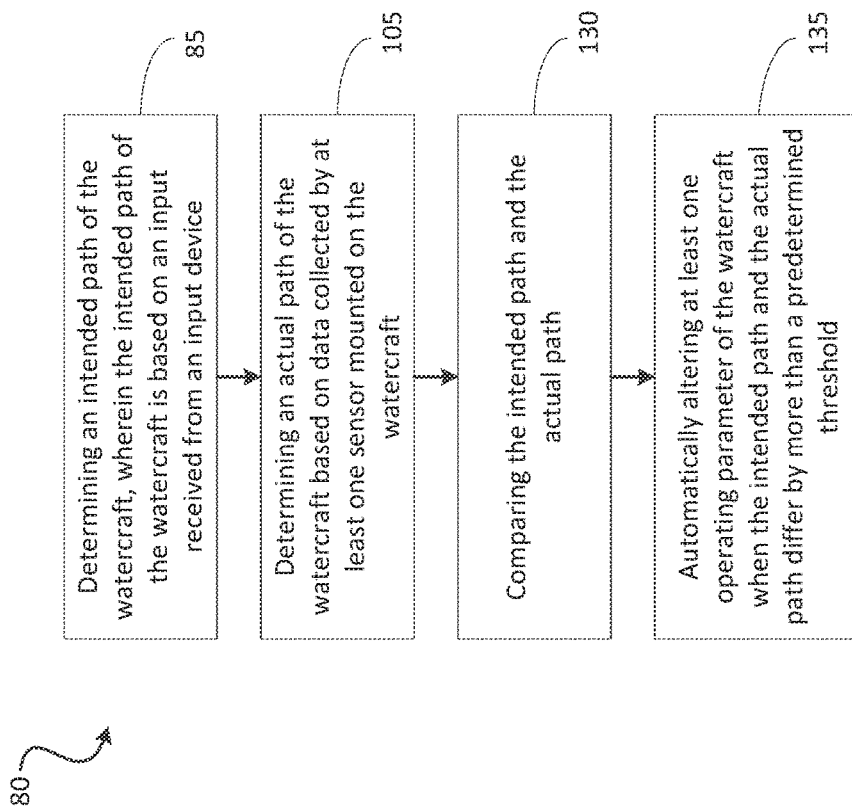 80
Determining an intended path of the
watercraft, wherein the intended path of
the watercraft is based on an input
received from an input device
85
Determining an actual path of the
watercraft based on data collected by at
least one sensor mounted on the
watercraft
105
Comparing the intended path and the
actual path
130
Automatically altering at least one
operating parameter of the watercraft
when the intended path and the actual
path differ by more than a predetermined
threshold
135